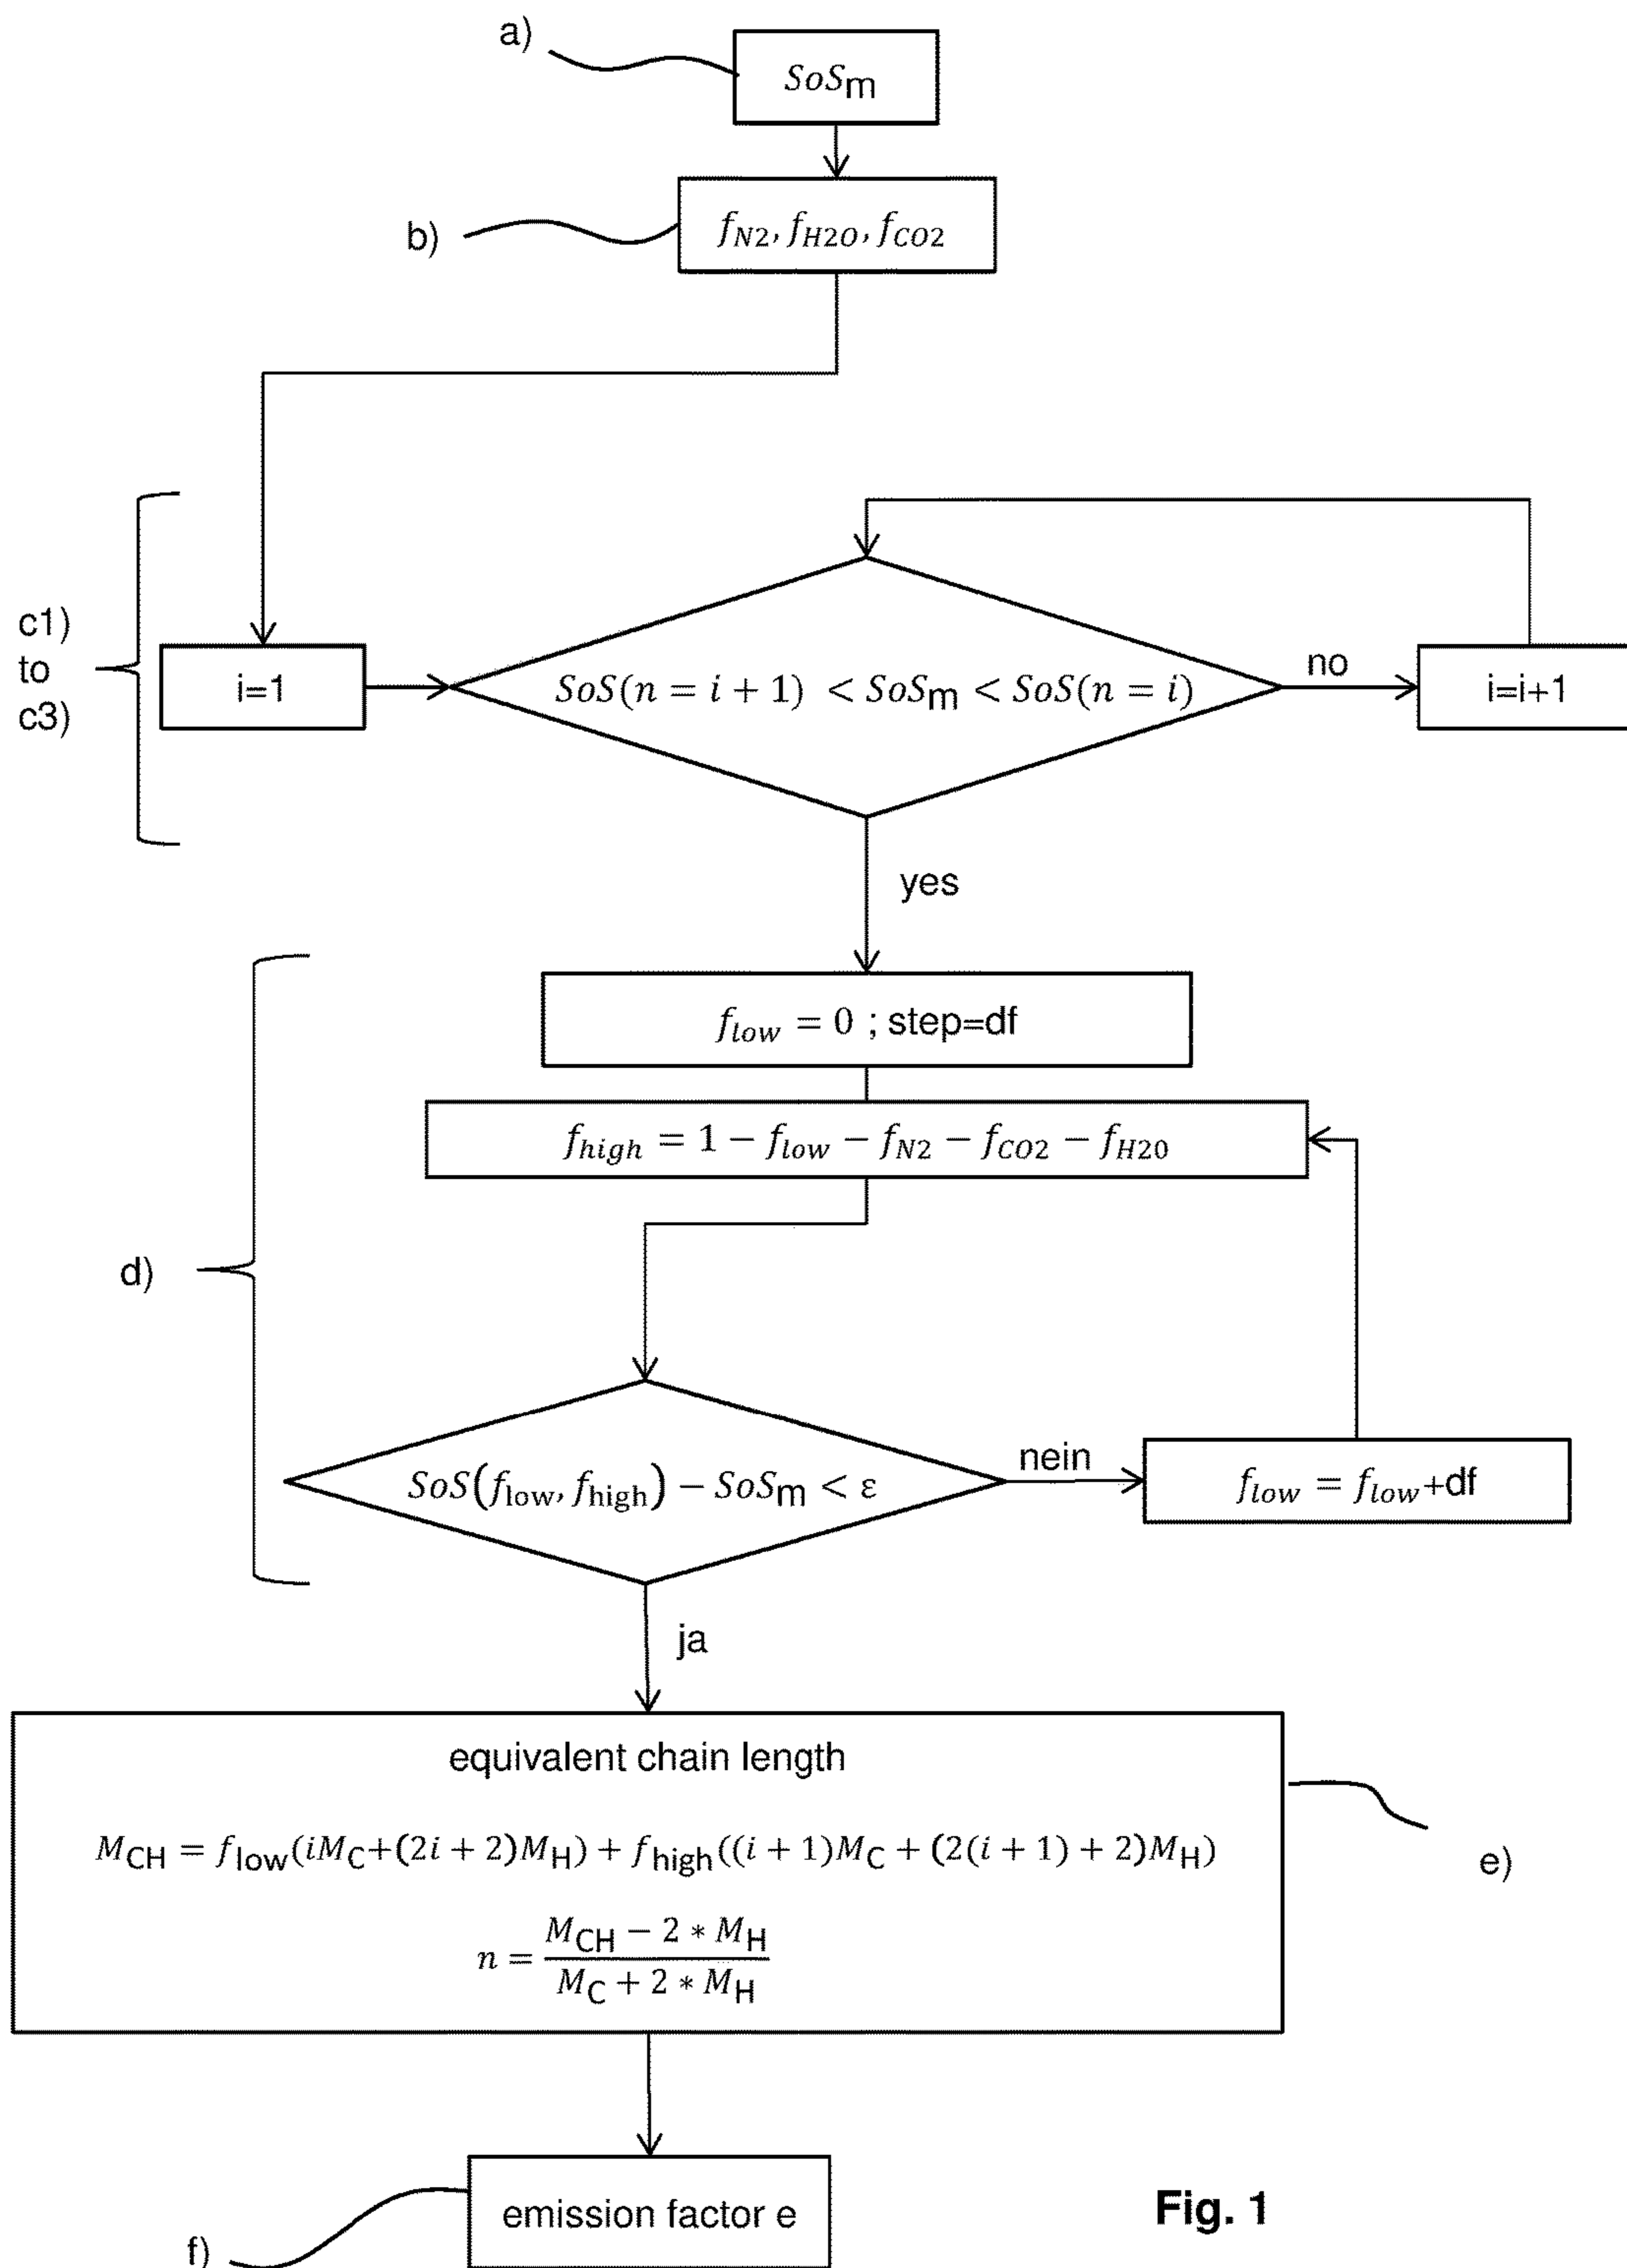 a)
SoSm
b)
fN2, fH2O, fCO2
c1)
to
c3)
i=1
SoS(n = i + 1) < SoSm < SoS(n = i)
no
i=i+1
yes
flow = 0 ; step=df
fhigh = 1 − flow − fN2 − fCO2 − fH20
d)
SoS(flow, fhigh) − SoSm < ε
nein
flow = flow+df
ja
equivalent chain length
MCH = flow(iMC+(2i + 2)MH) + fhigh((i + 1)MC + (2(i + 1) + 2)MH)
e)
n = MCH − 2 * MH
MC + 2 * MH
emission factor e
f)
Fig. 1